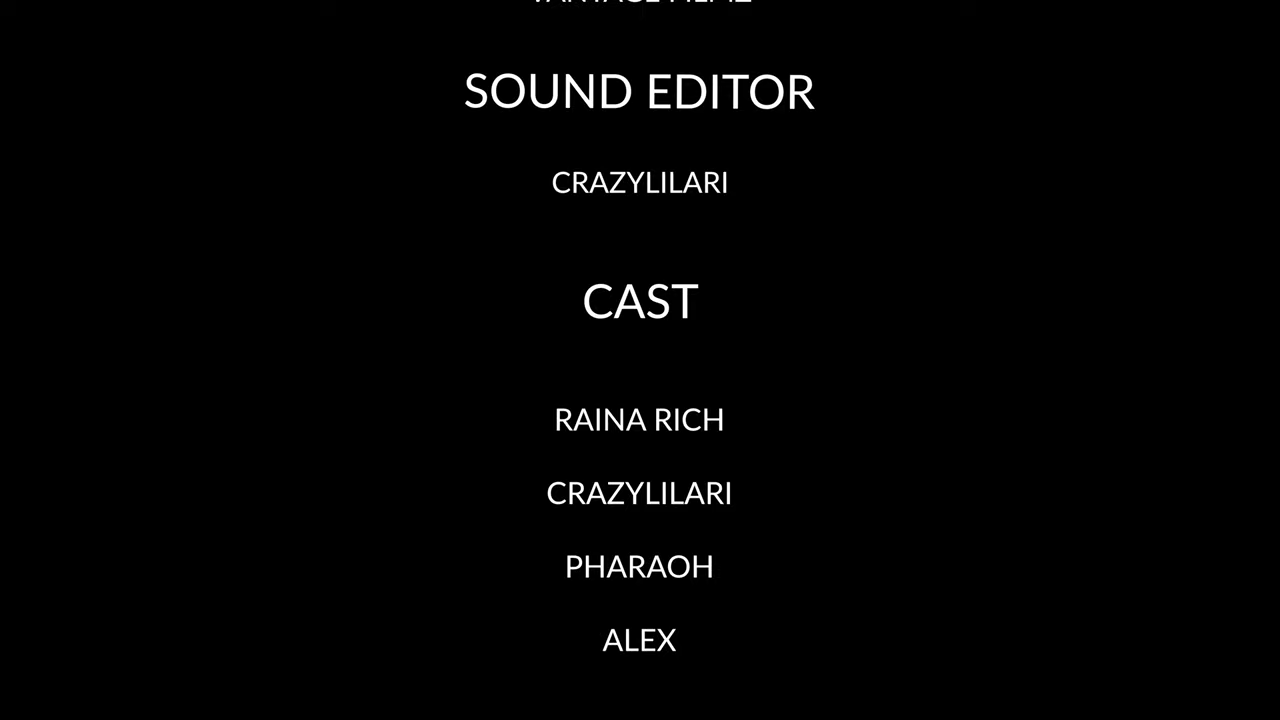 SOUND EDITOR
CRAZYLILARI
CAST
RAINA RICH
CRAZYLILARI
PHARAOH
ALEX